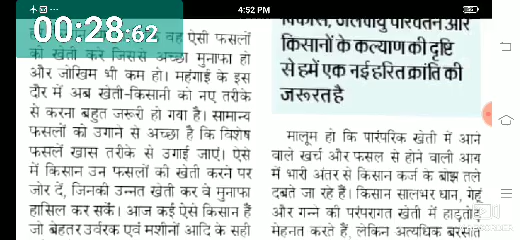 00:28:62
4:52 PM
वह ऐसी फसलों
की खेती करे जिससे अच्छा मुनाफा हो
और जोखिम भी कम हो। महंगाई के इस
दौर में अब खेती-किसानी को नए तरीके
से करना बहुत जरूरी हो गया है। सामान्य
फसलों को उगाने से अच्छा है कि विशेष
फसलें खास तरीके से उगाई जाएं। ऐसे
में किसान उन फसलों की खेती करने पर
जोर दें, जिनकी उन्नत खेती कर वे मुनाफा
हासिल कर सकें। आज कई ऐसे किसान हैं
जो बेहतर उर्वरक एवं मशीनों आदि के सही
विकास, जलवायु परिवर्तन और
किसानों के कल्याण की दृष्टि
से हमें एक नई हरित क्रांति की
जरूरत है
मालूम हो कि पारंपरिक खेती में आने
वाले खर्च और फसल से होने वाली आय
में भारी अंतर से किसान कर्ज के बोझ तले
दबते जा रहे हैं। किसान सालभर धान, गेहूं
और गन्ने की परंपरागत खेती में हाड़तोड़
मेहनत करते हैं, लेकिन अत्यधिक बरसात